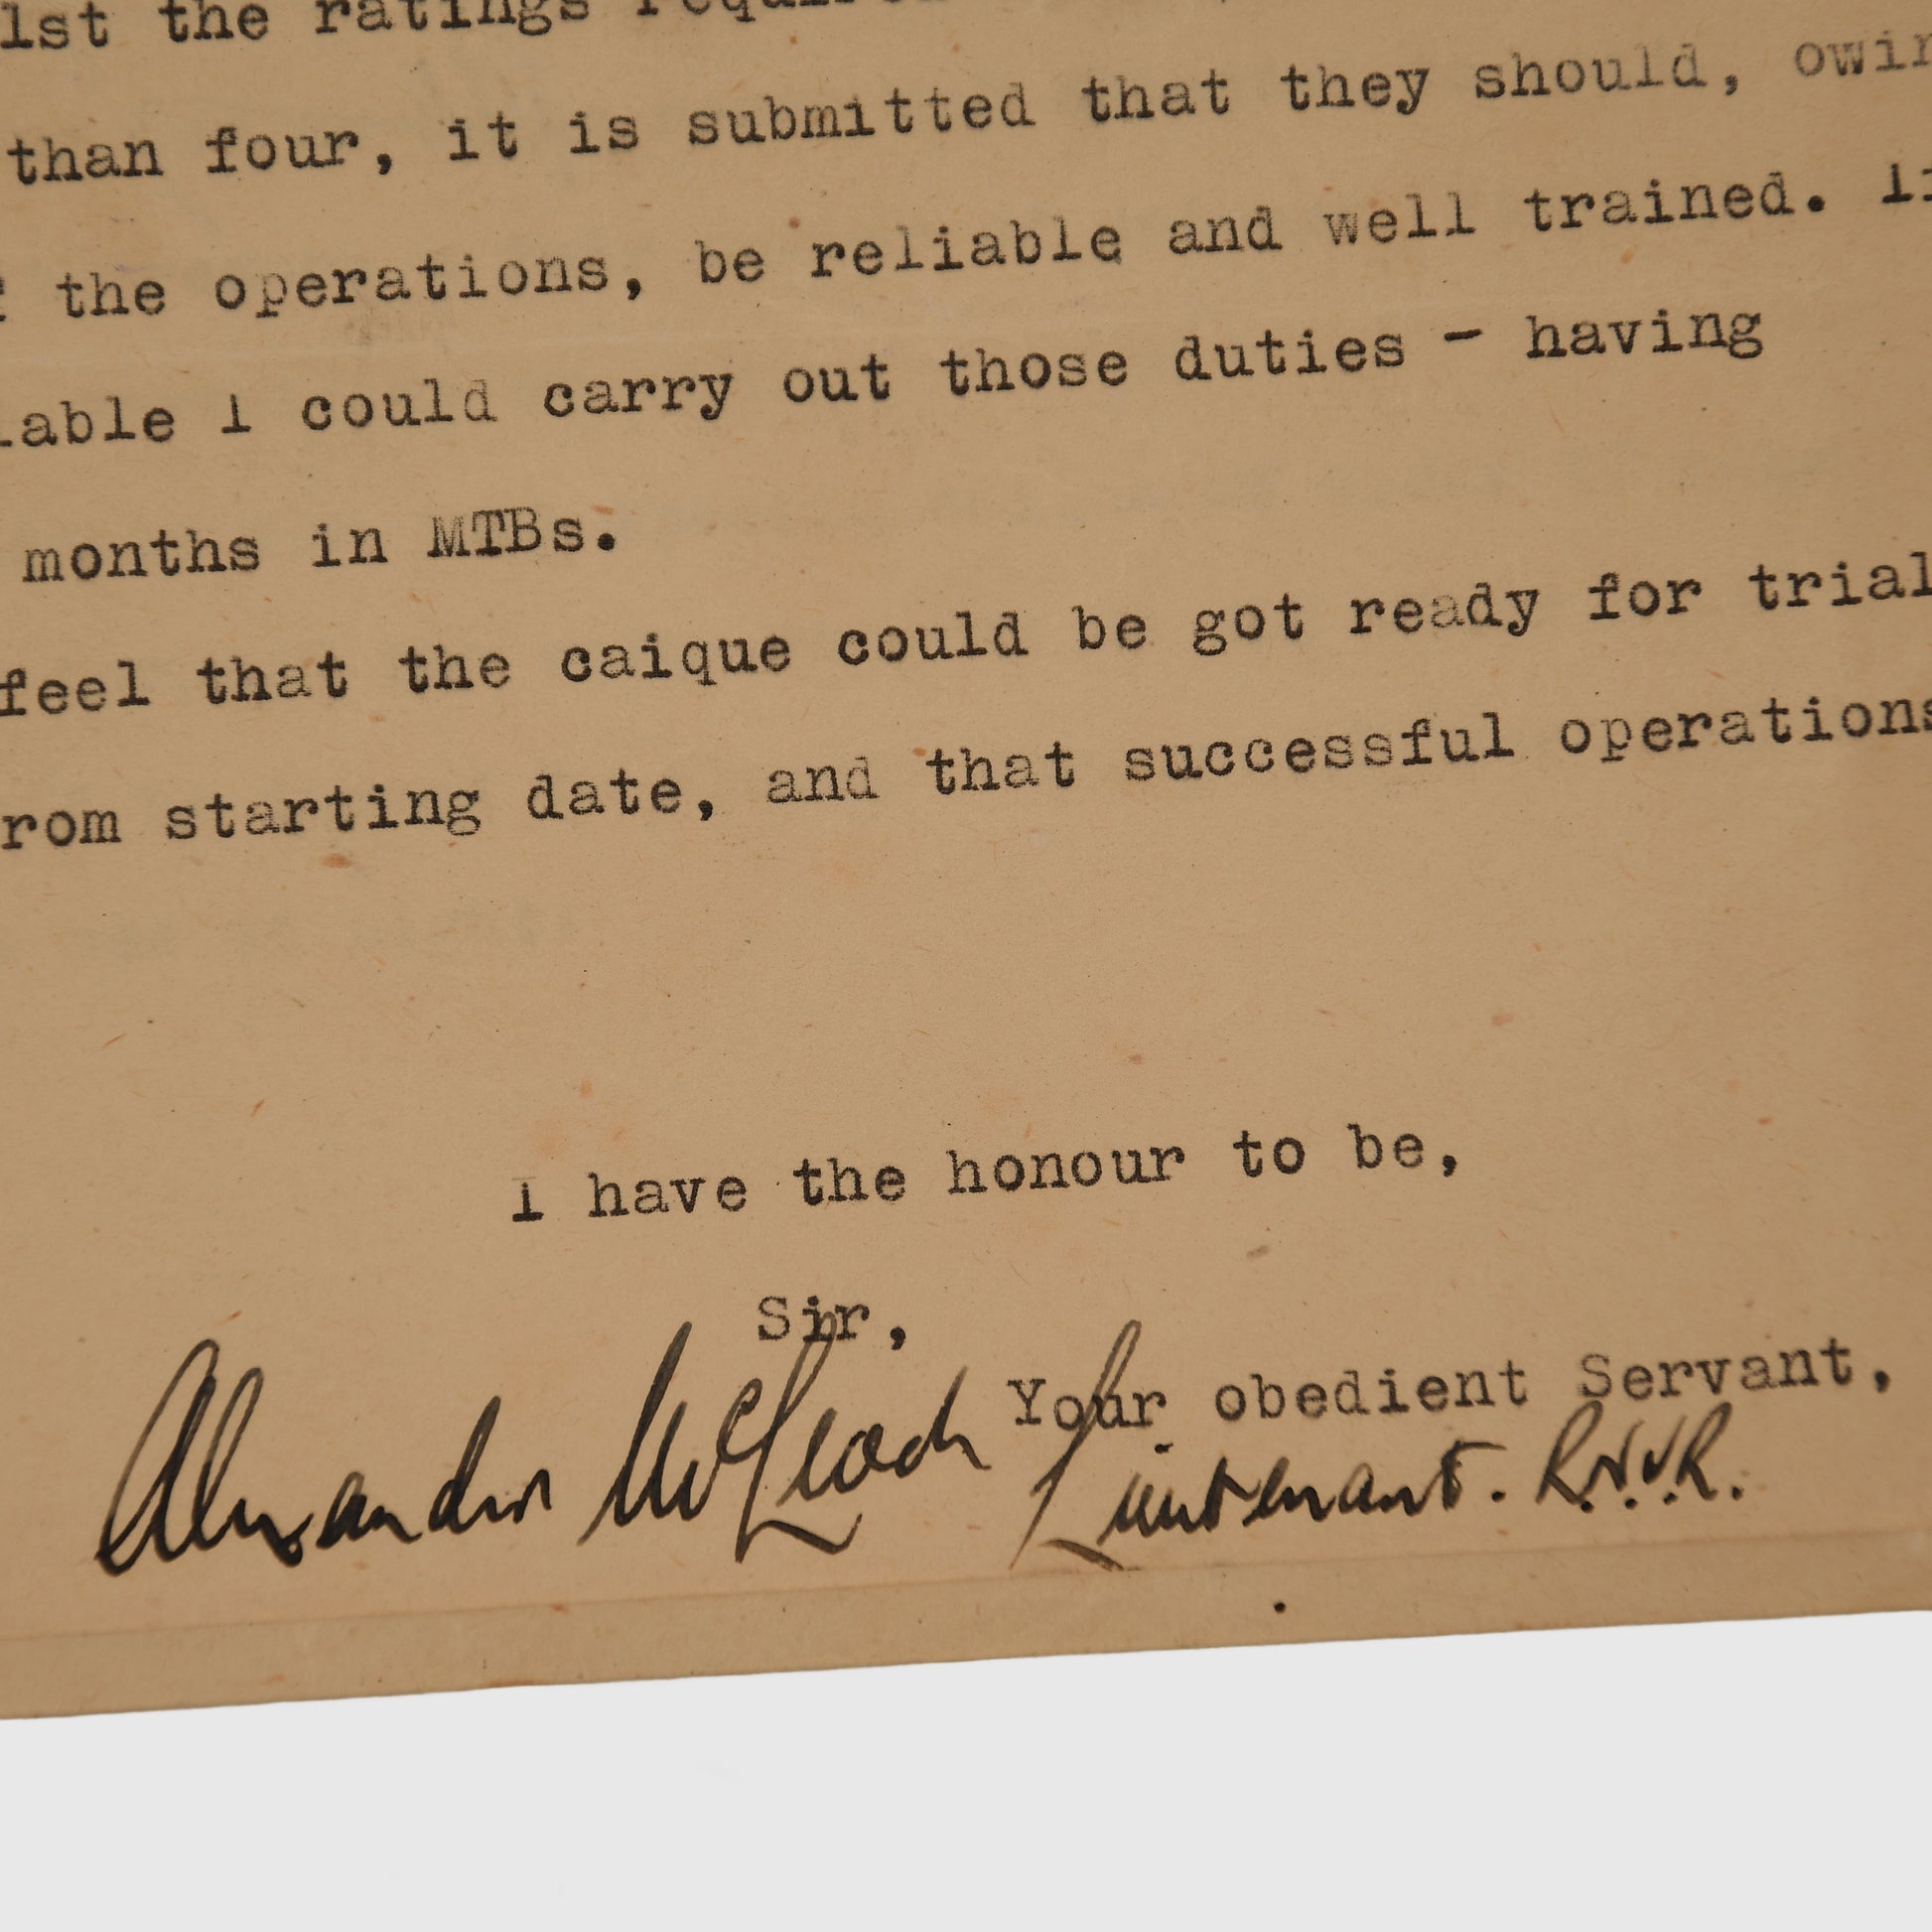 lst the ratings
than four, it is submitted that they should,
the operations, be reliable and well trained.
I could carry out those duties - having
months in MTBs.
feel that the caique could be got ready for trial
rom starting date, and that successful operations
I have the honour to be,
Sir,
Your obedient Servant,
Alexander McLeod Lieutenant. R.N.V.R.